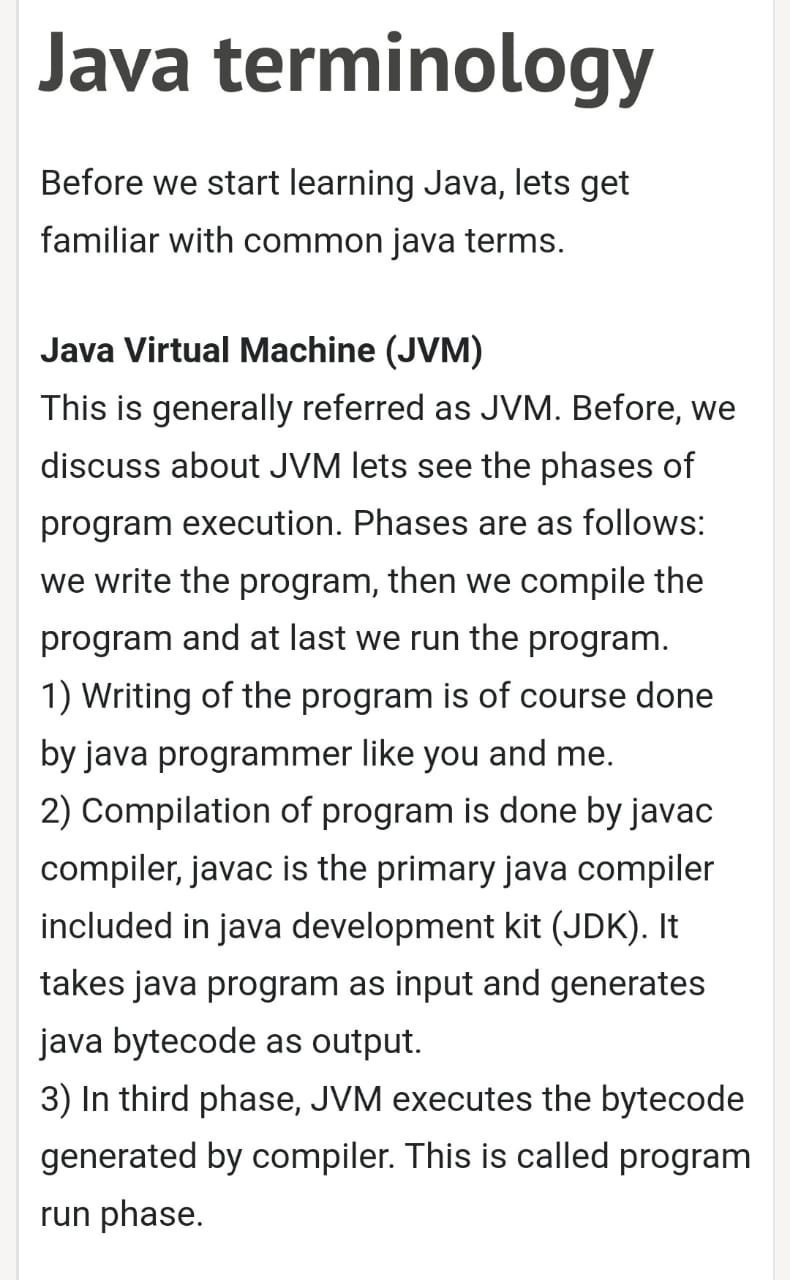 Java terminology
Before we start learning Java, lets get
familiar with common java terms.
Java Virtual Machine (JVM)
This is generally referred as JVM. Before, we
discuss about JVM lets see the phases of
program execution. Phases are as follows:
we write the program, then we compile the
program and at last we run the program.
1) Writing of the program is of course done
by java programmer like you and me.
2) Compilation of program is done by javac
compiler, javac is the primary java compiler
included in java development kit (JDK). It
takes java program as input and generates
java bytecode as output.
3) In third phase, JVM executes the bytecode
generated by compiler. This is called program
run phase.